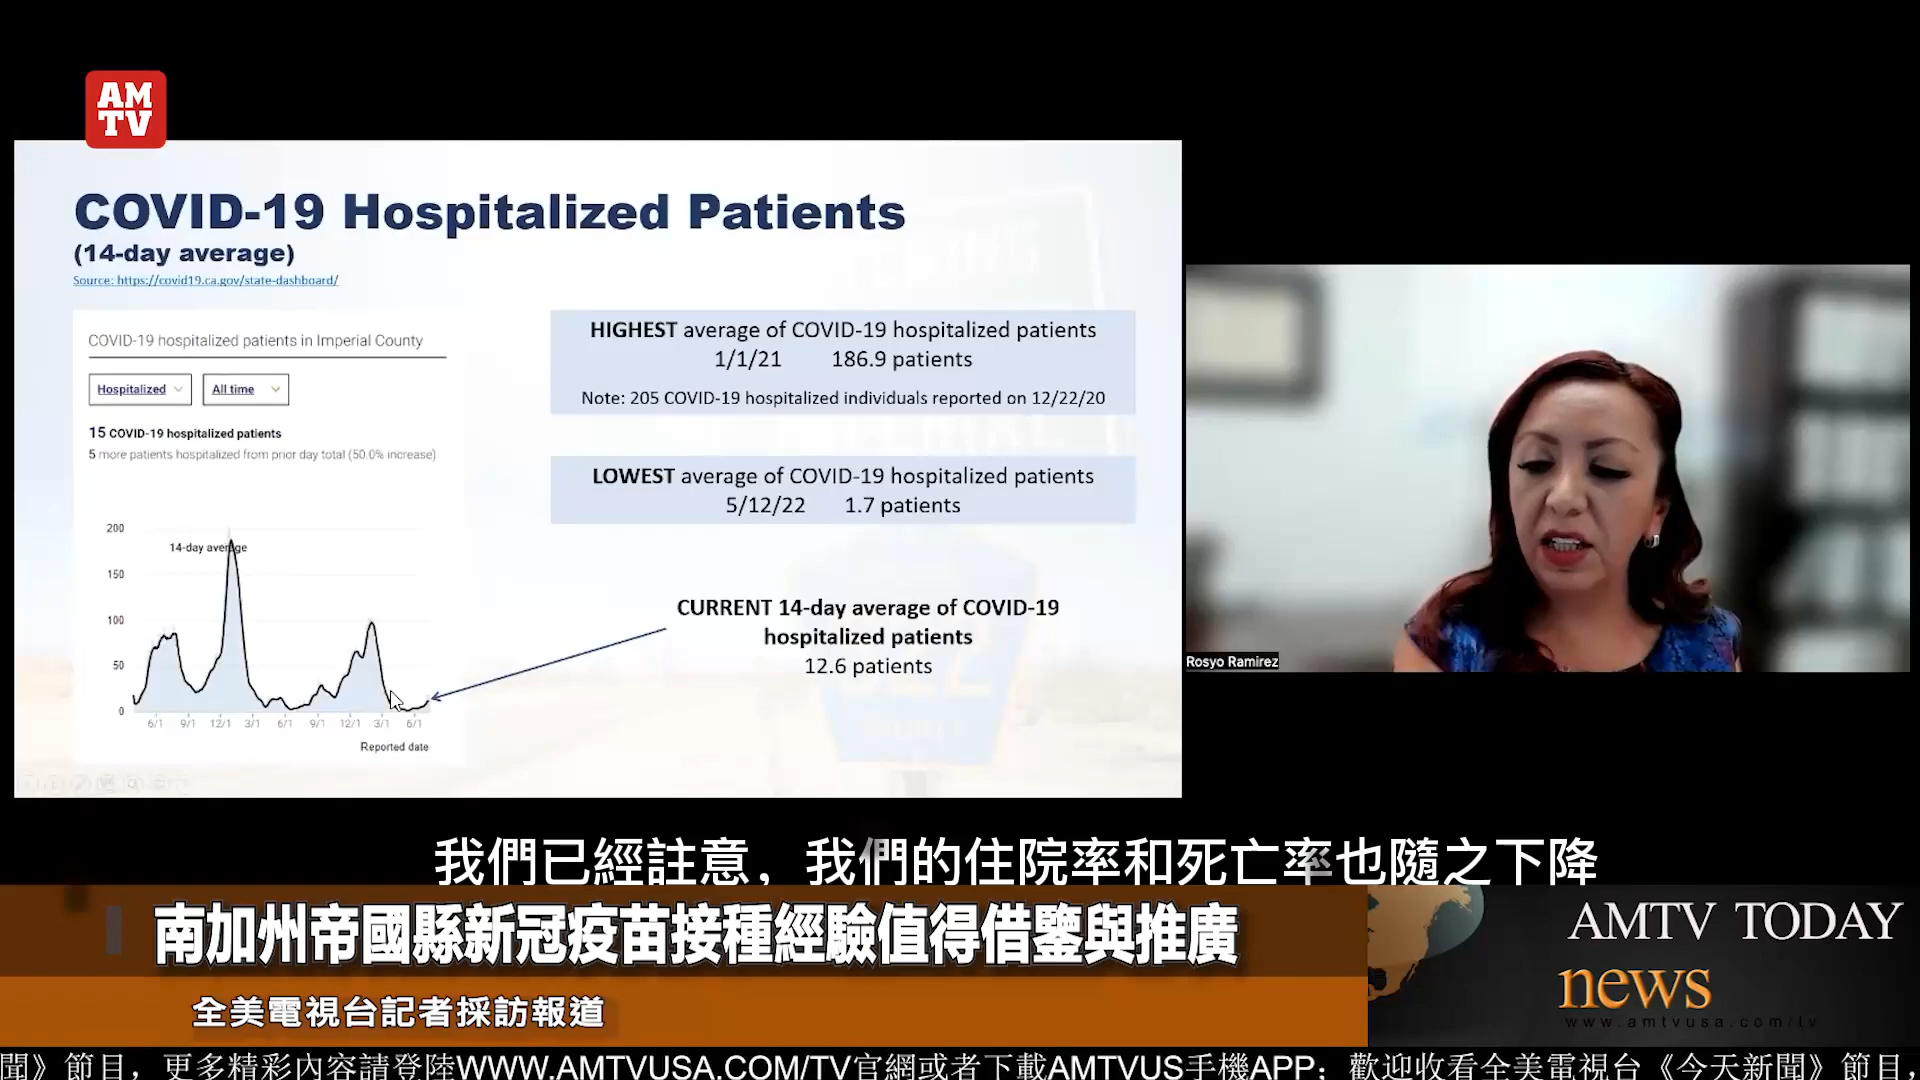 AM
TV
COVID-19 Hospitalized Patients
(14-day average)
Source: https://covid19.ca.gov/state-dashboard/
COVID-19 hospitalized patients in Imperial County
Hospitalized
All time
15 COVID-19 hospitalized patients
5 more patients hospitalized from prior day total (50.0% increase)
200
14-day average
150
100
50
0
6/1 9/1 12/1 3/1 6/1 9/1 12/1 3/1 6/1
Reported date
HIGHEST average of COVID-19 hospitalized patients
1/1/21 186.9 patients
Note: 205 COVID-19 hospitalized individuals reported on 12/22/20
LOWEST average of COVID-19 hospitalized patients
5/12/22 1.7 patients
CURRENT 14-day average of COVID-19
hospitalized patients
12.6 patients
Rosyo Ramirez
我們已經註意，我們的住院率和死亡率也隨之下降
南加州帝國縣新冠疫苗接種經驗值得借鑒與推廣
全美電視台記者採訪報道
AMTV TODAY
news
www.amtvusa.com/tv
聞》節目，更多精彩內容請登陸WWW.AMTVUSA.COM/TV官網或者下載AMTVUS手機APP；歡迎收看全美電視台《今天新聞》節目，